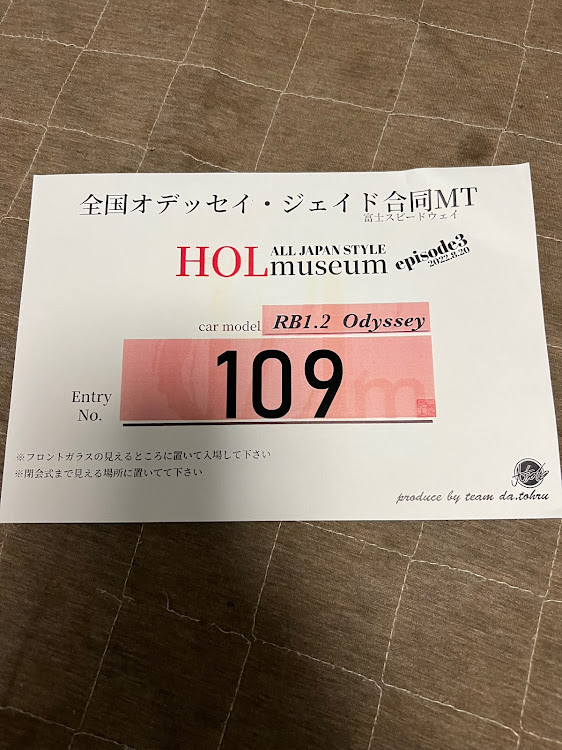 全国オデッセイ・ジェイド合同MT
富士スピードウェイ
HOL ALL JAPAN STYLE
museum episode3
2022.8.20
car model RB1.2 Odyssey
Entry
No. 109
※フロントガラスの見えるところに置いて入場して下さい
※閉会式まで見える場所に置いてて下さい
produce by team da.tohru